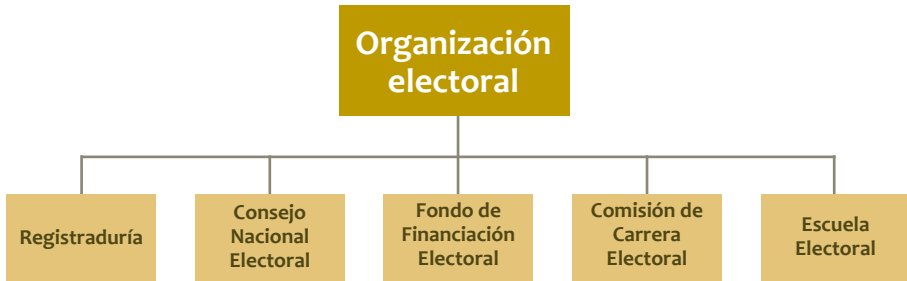 Organización
electoral
Registraduría
Consejo
Nacional
Electoral
Fondo de
Financiación
Electoral
Comisión de
Carrera
Electoral
Escuela
Electoral